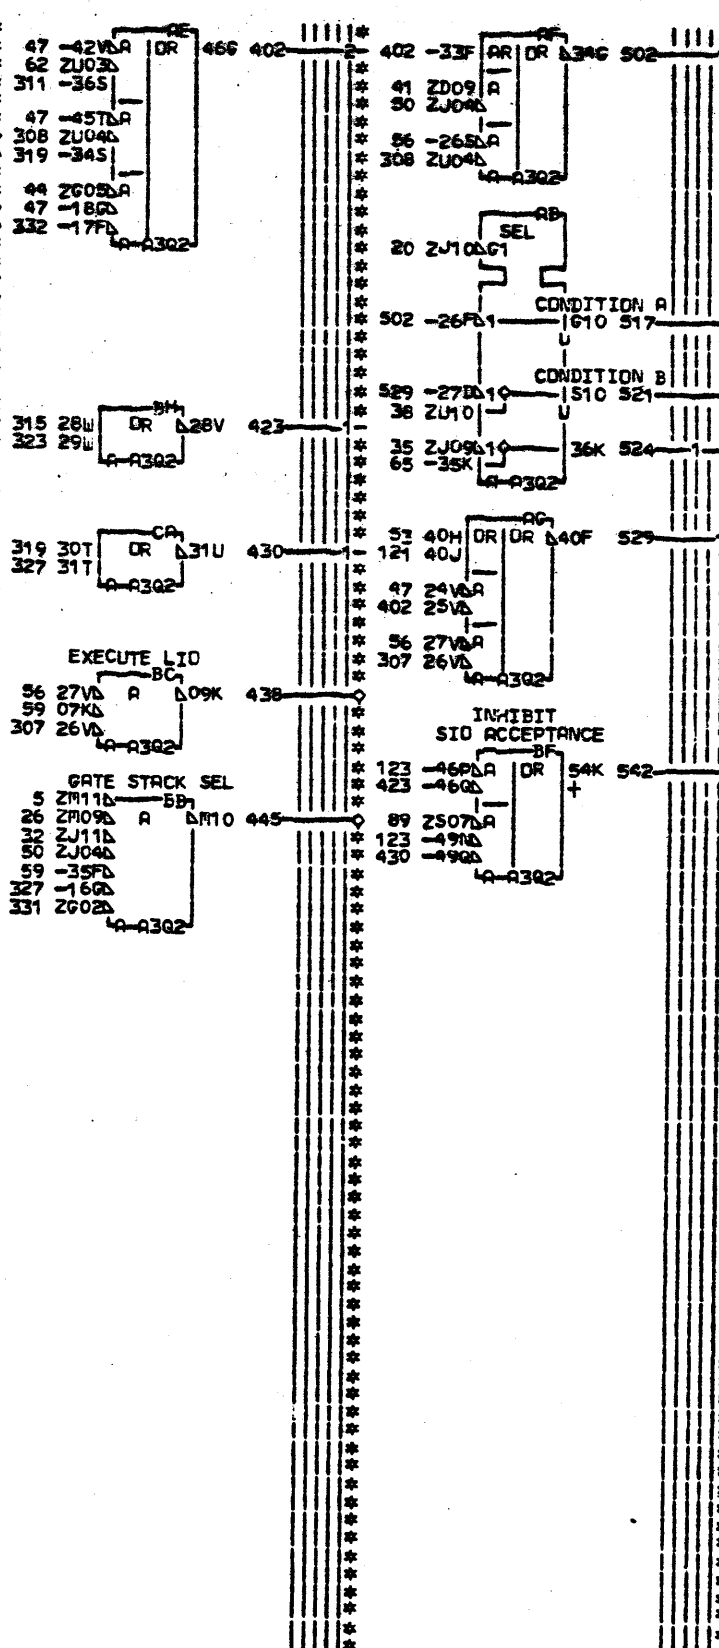 AE
47 -42V A OR 46G 402
62 ZU03
311 -36S
47 -45T A
308 ZU04
319 -34S
44 ZG05 A
47 -18G
332 -17F
A-A3Q2
BH
315 28W OR 28V 423
323 29W
A-A3Q2
CA
319 30T OR 31U 430
327 31T
A-A3Q2
EXECUTE LIO
BC
56 27V A 09K 438
59 07K
307 26V
A-A3Q2
GATE STACK SEL
5 ZM11 BB
26 ZM09 A M10 445
32 ZJ11
50 ZJ04
59 -35F
327 -16G
331 ZG02
A-A3Q2
AF
402 -33F AR OR 34G 502
41 ZD09 A
50 ZJ04
56 -26S A
308 ZU04
A-A3Q2
AB
SEL
20 ZJ10 G1
CONDITION A
502 -26F 1 G10 517
U
CONDITION B
529 -27D 1 S10 521
38 ZU10 U
35 ZJ09 1 36K 524
65 -35K
A-A3Q2
AG
53 40H OR OR 40F 529
121 40J
47 24V A
402 25V
56 27V A
307 26V
A-A3Q2
INHIBIT
SIO ACCEPTANCE
BF
123 -46P A OR 54K 542
423 -46Q +
89 ZS07 A
123 -49N
430 -49Q
A-A3Q2